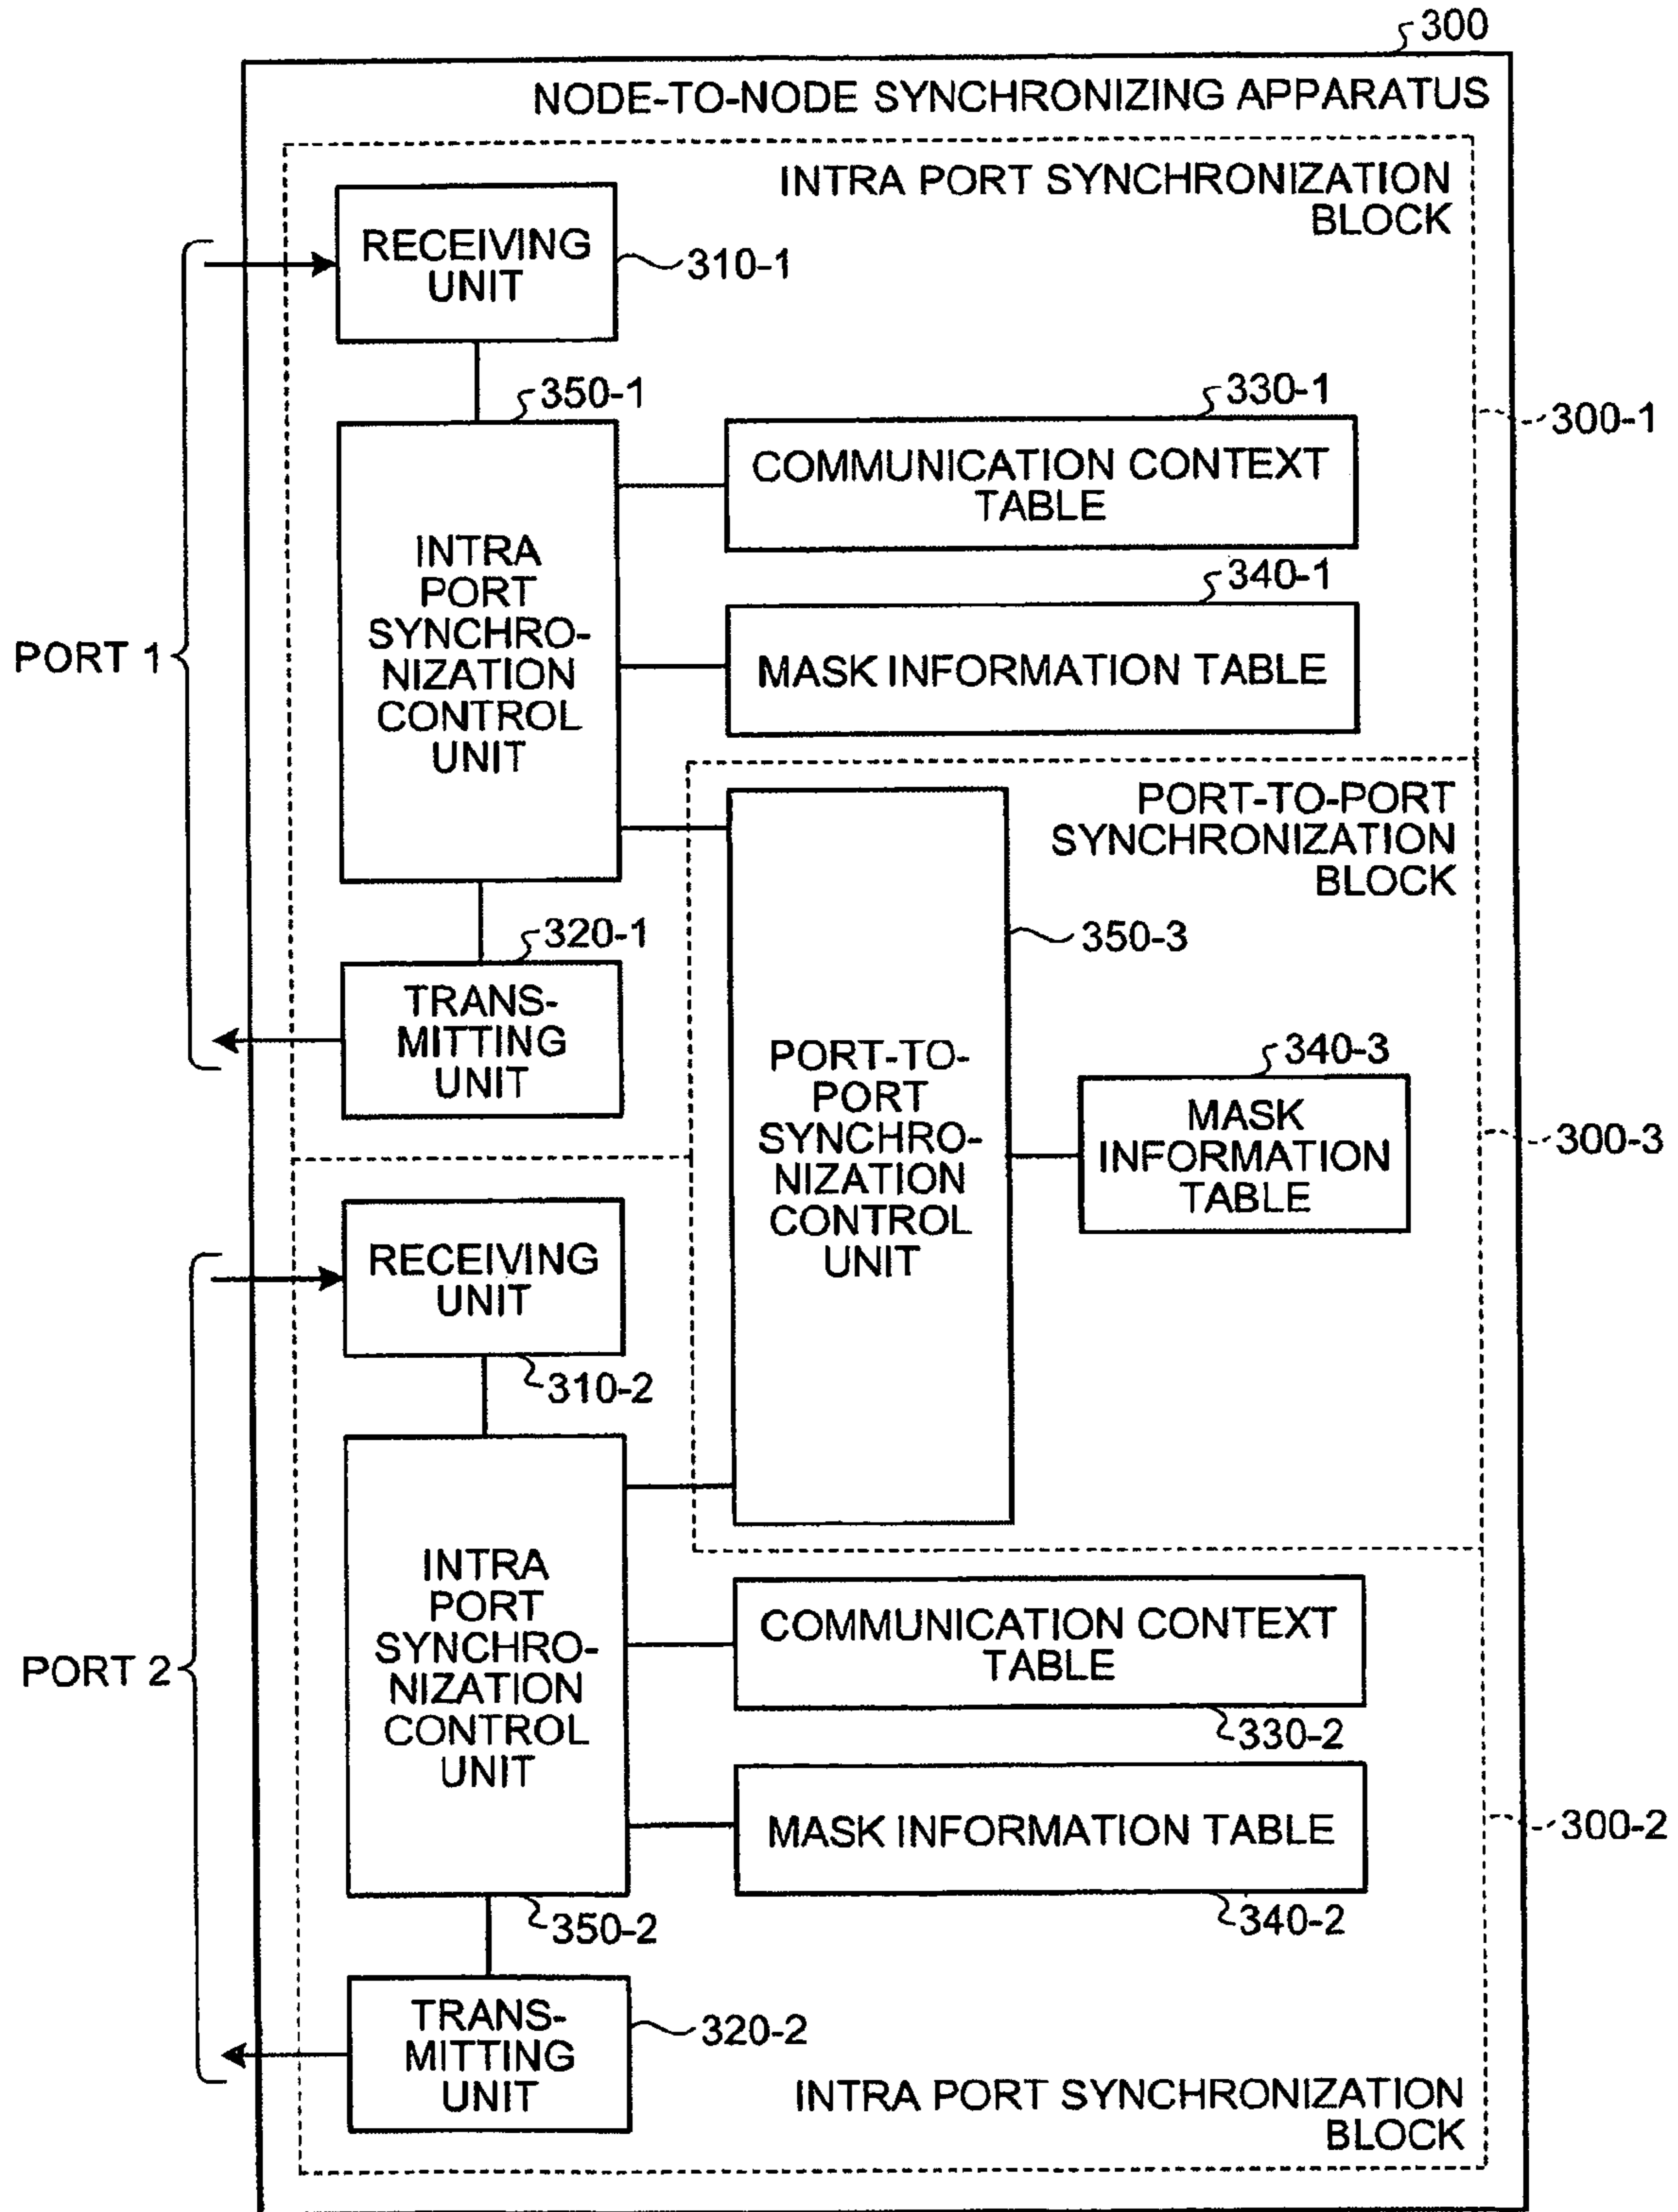 300
NODE-TO-NODE SYNCHRONIZING APPARATUS
INTRA PORT SYNCHRONIZATION
BLOCK
RECEIVING
UNIT
310-1
350-1
330-1
300-1
COMMUNICATION CONTEXT
TABLE
INTRA
PORT
SYNCHRO-
NIZATION
CONTROL
UNIT
340-1
MASK INFORMATION TABLE
PORT 1
PORT-TO-PORT
SYNCHRONIZATION
BLOCK
320-1
350-3
TRANS-
MITTING
UNIT
PORT-TO-
PORT
SYNCHRO-
NIZATION
CONTROL
UNIT
340-3
MASK
INFORMATION
TABLE
300-3
RECEIVING
UNIT
310-2
INTRA
PORT
SYNCHRO-
NIZATION
CONTROL
UNIT
COMMUNICATION CONTEXT
TABLE
PORT 2
330-2
MASK INFORMATION TABLE
300-2
350-2
340-2
TRANS-
MITTING
UNIT
320-2
INTRA PORT SYNCHRONIZATION
BLOCK